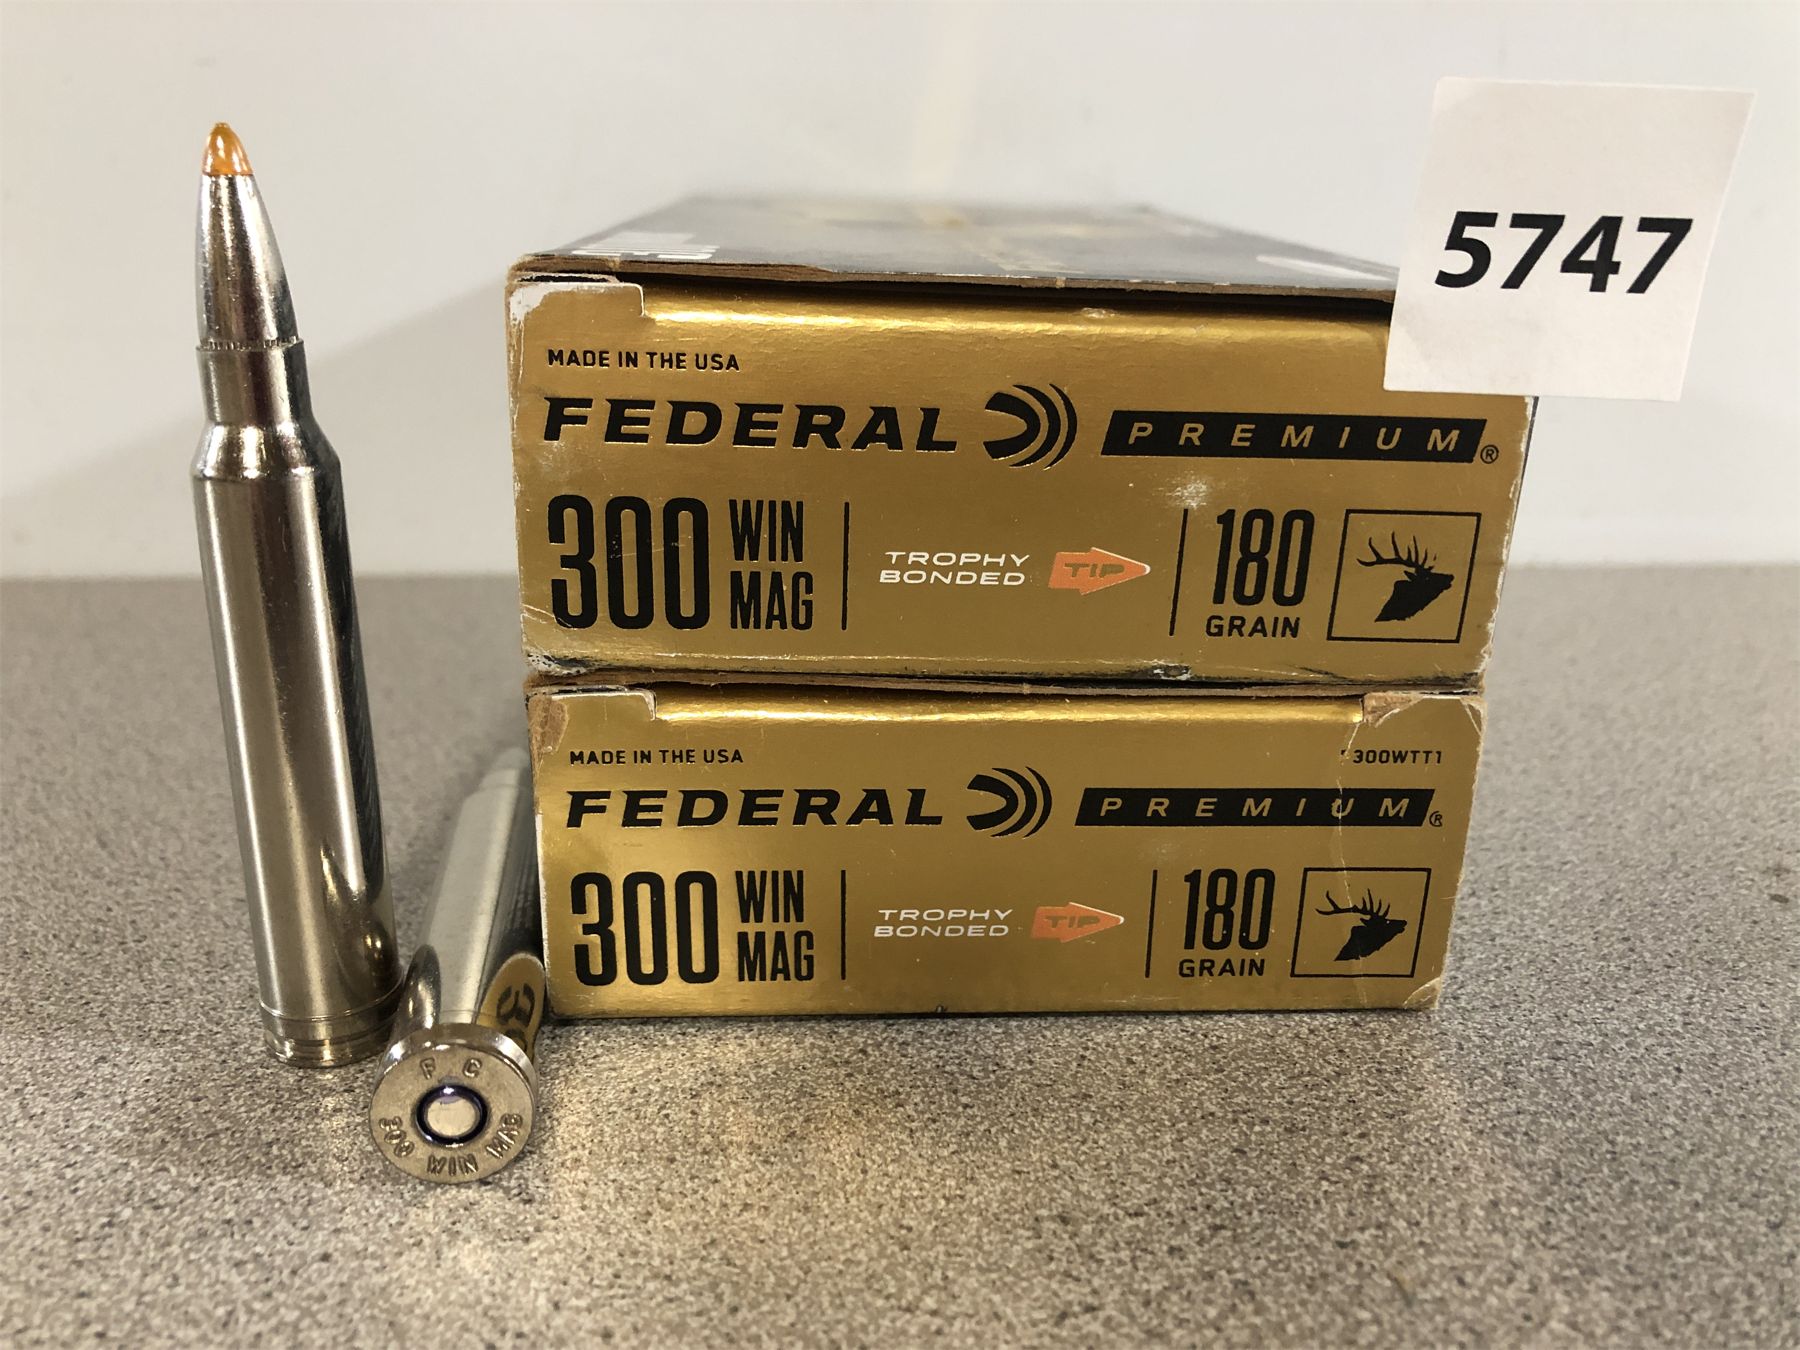 5747
MADE IN THE USA
FEDERAL PREMIUM®
300 WIN MAG
TROPHY BONDED TIP
180 GRAIN
MADE IN THE USA
300WTT1
FEDERAL PREMIUM®
300 WIN MAG
TROPHY BONDED TIP
180 GRAIN
F C
300 WIN MAG